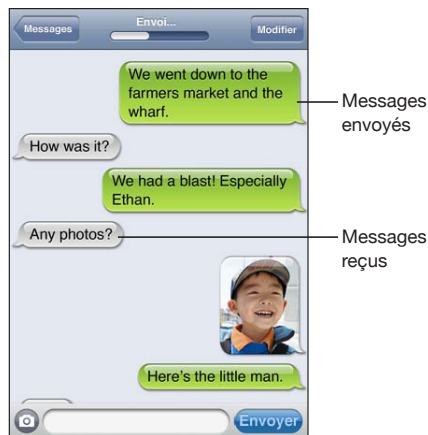 Messages
Envoi...
Modifier
We went down to the
farmers market and the
wharf.
Messages
envoyés
How was it?
We had a blast! Especially
Ethan.
Any photos?
Messages
reçus
Here's the little man.
Envoyer